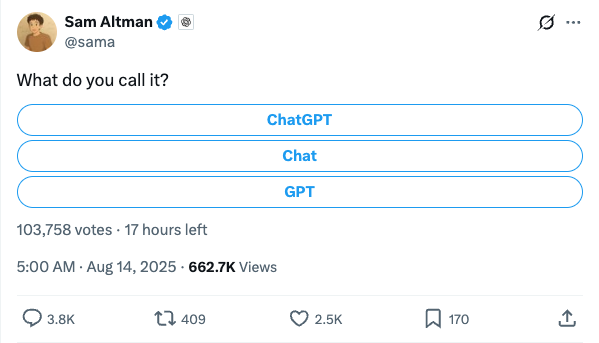 Sam Altman
@sama
What do you call it?
ChatGPT
Chat
GPT
103,758 votes · 17 hours left
5:00 AM · Aug 14, 2025 · 662.7K Views
3.8K 409 2.5K 170